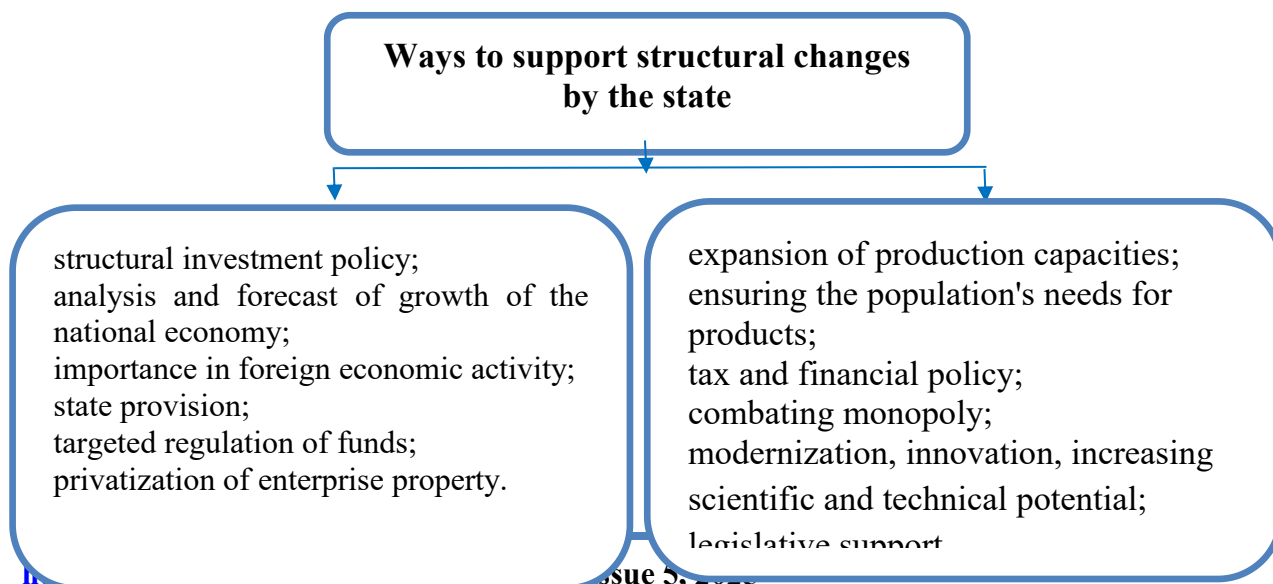 Ways to support structural changes
by the state
structural investment policy;
analysis and forecast of growth of the
national economy;
importance in foreign economic activity;
state provision;
targeted regulation of funds;
privatization of enterprise property.
expansion of production capacities;
ensuring the population's needs for
products;
tax and financial policy;
combating monopoly;
modernization, innovation, increasing
scientific and technical potential;
legislative support
5,